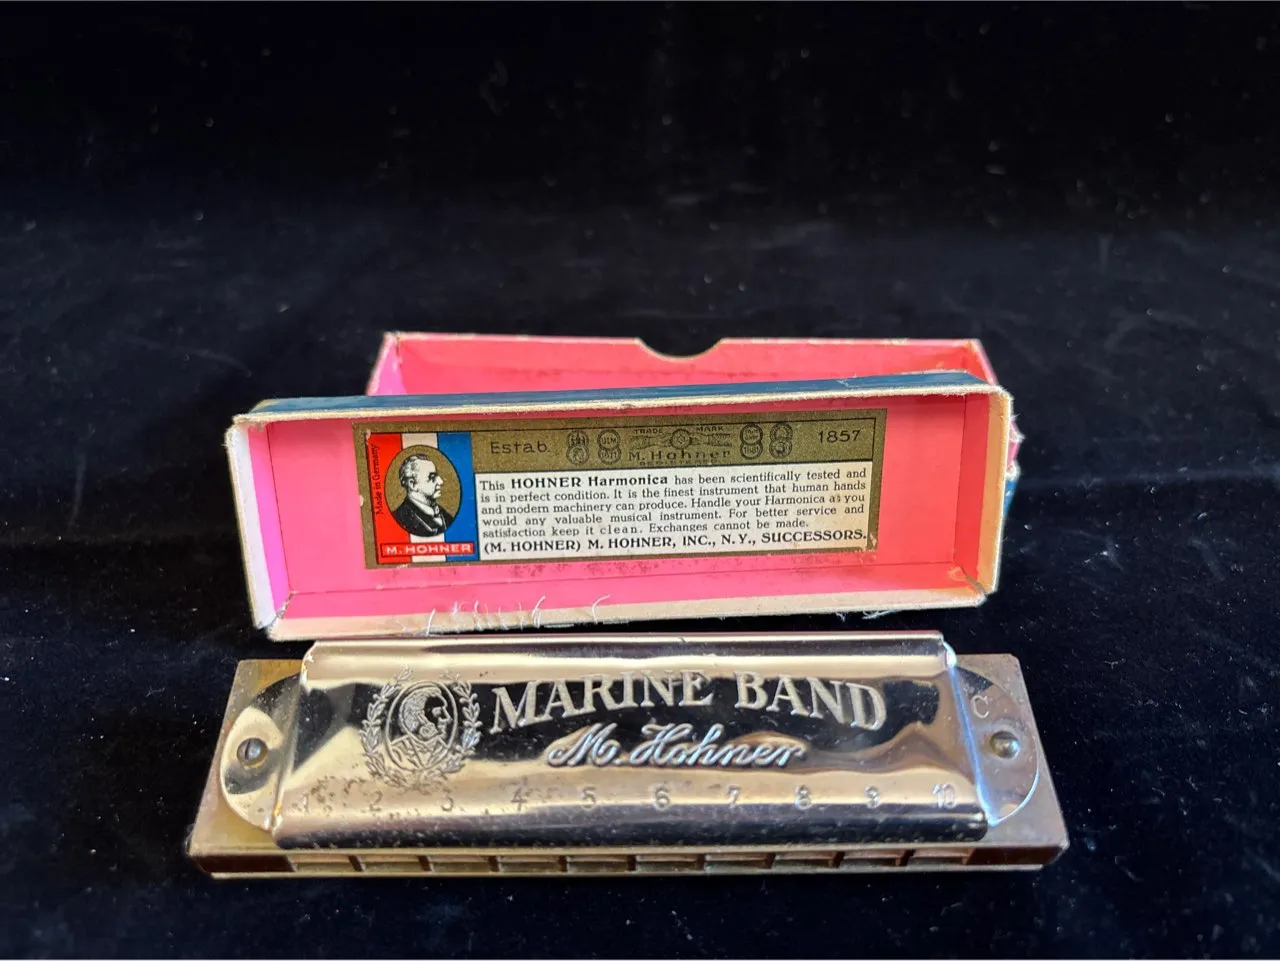 Estab. TRADE MARK 1857
M. Hohner
REGISTERED
Made in Germany
M. HOHNER
This HOHNER Harmonica has been scientifically tested and
is in perfect condition. It is the finest instrument that human hands
and modern machinery can produce. Handle your Harmonica as you
would any valuable musical instrument. For better service and
satisfaction keep it clean. Exchanges cannot be made.
(M. HOHNER) M. HOHNER, INC., N.Y., SUCCESSORS.
MARINE BAND
C
M. Hohner
1 2 3 4 5 6 7 8 9 10